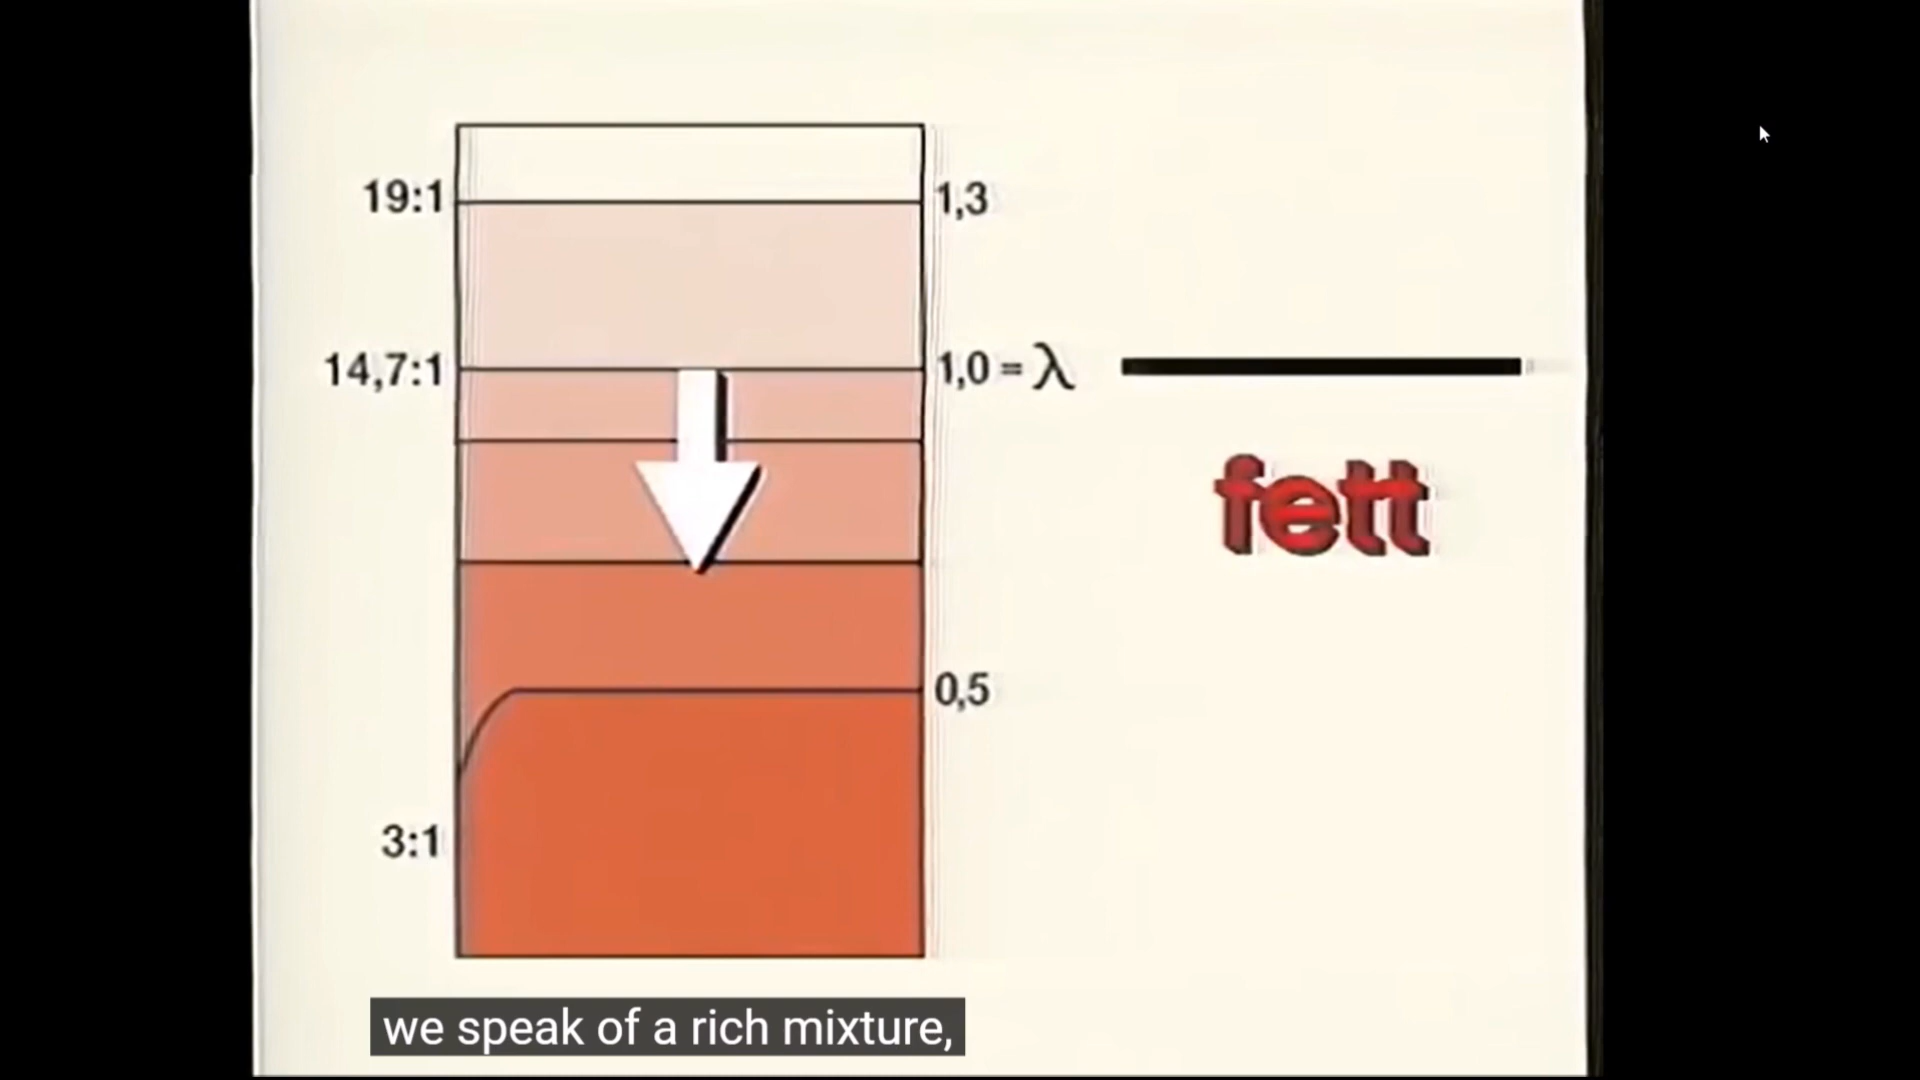 19:1
1,3
14,7:1
1,0 = λ
fett
0,5
3:1
we speak of a rich mixture,